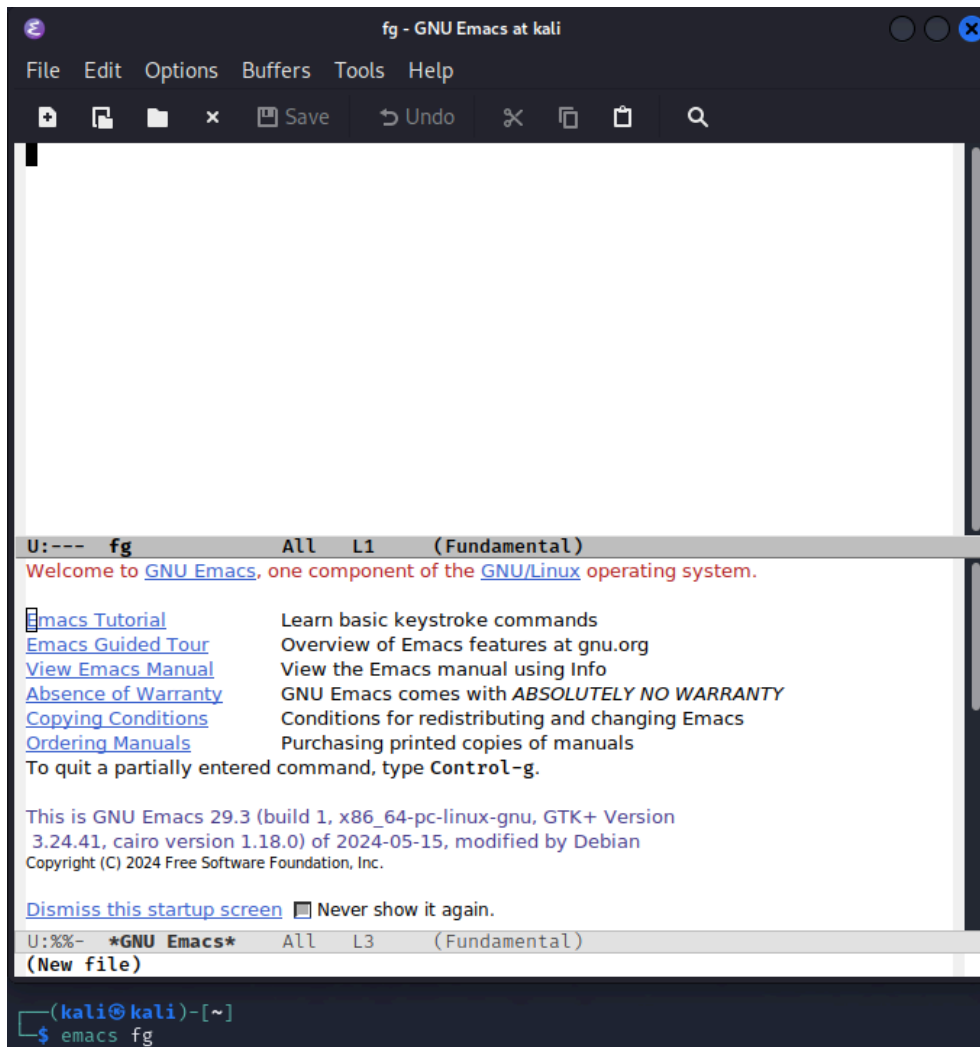 fg - GNU Emacs at kali
File Edit Options Buffers Tools Help
Save Undo
U:--- fg All L1 (Fundamental)
Welcome to GNU Emacs, one component of the GNU/Linux operating system.
Emacs Tutorial Learn basic keystroke commands
Emacs Guided Tour Overview of Emacs features at gnu.org
View Emacs Manual View the Emacs manual using Info
Absence of Warranty GNU Emacs comes with ABSOLUTELY NO WARRANTY
Copying Conditions Conditions for redistributing and changing Emacs
Ordering Manuals Purchasing printed copies of manuals
To quit a partially entered command, type Control-g.
This is GNU Emacs 29.3 (build 1, x86_64-pc-linux-gnu, GTK+ Version
3.24.41, cairo version 1.18.0) of 2024-05-15, modified by Debian
Copyright (C) 2024 Free Software Foundation, Inc.
Dismiss this startup screen Never show it again.
U:%%- *GNU Emacs* All L3 (Fundamental)
(New file)
┌──(kali㉿kali)-[~]
└─$ emacs fg